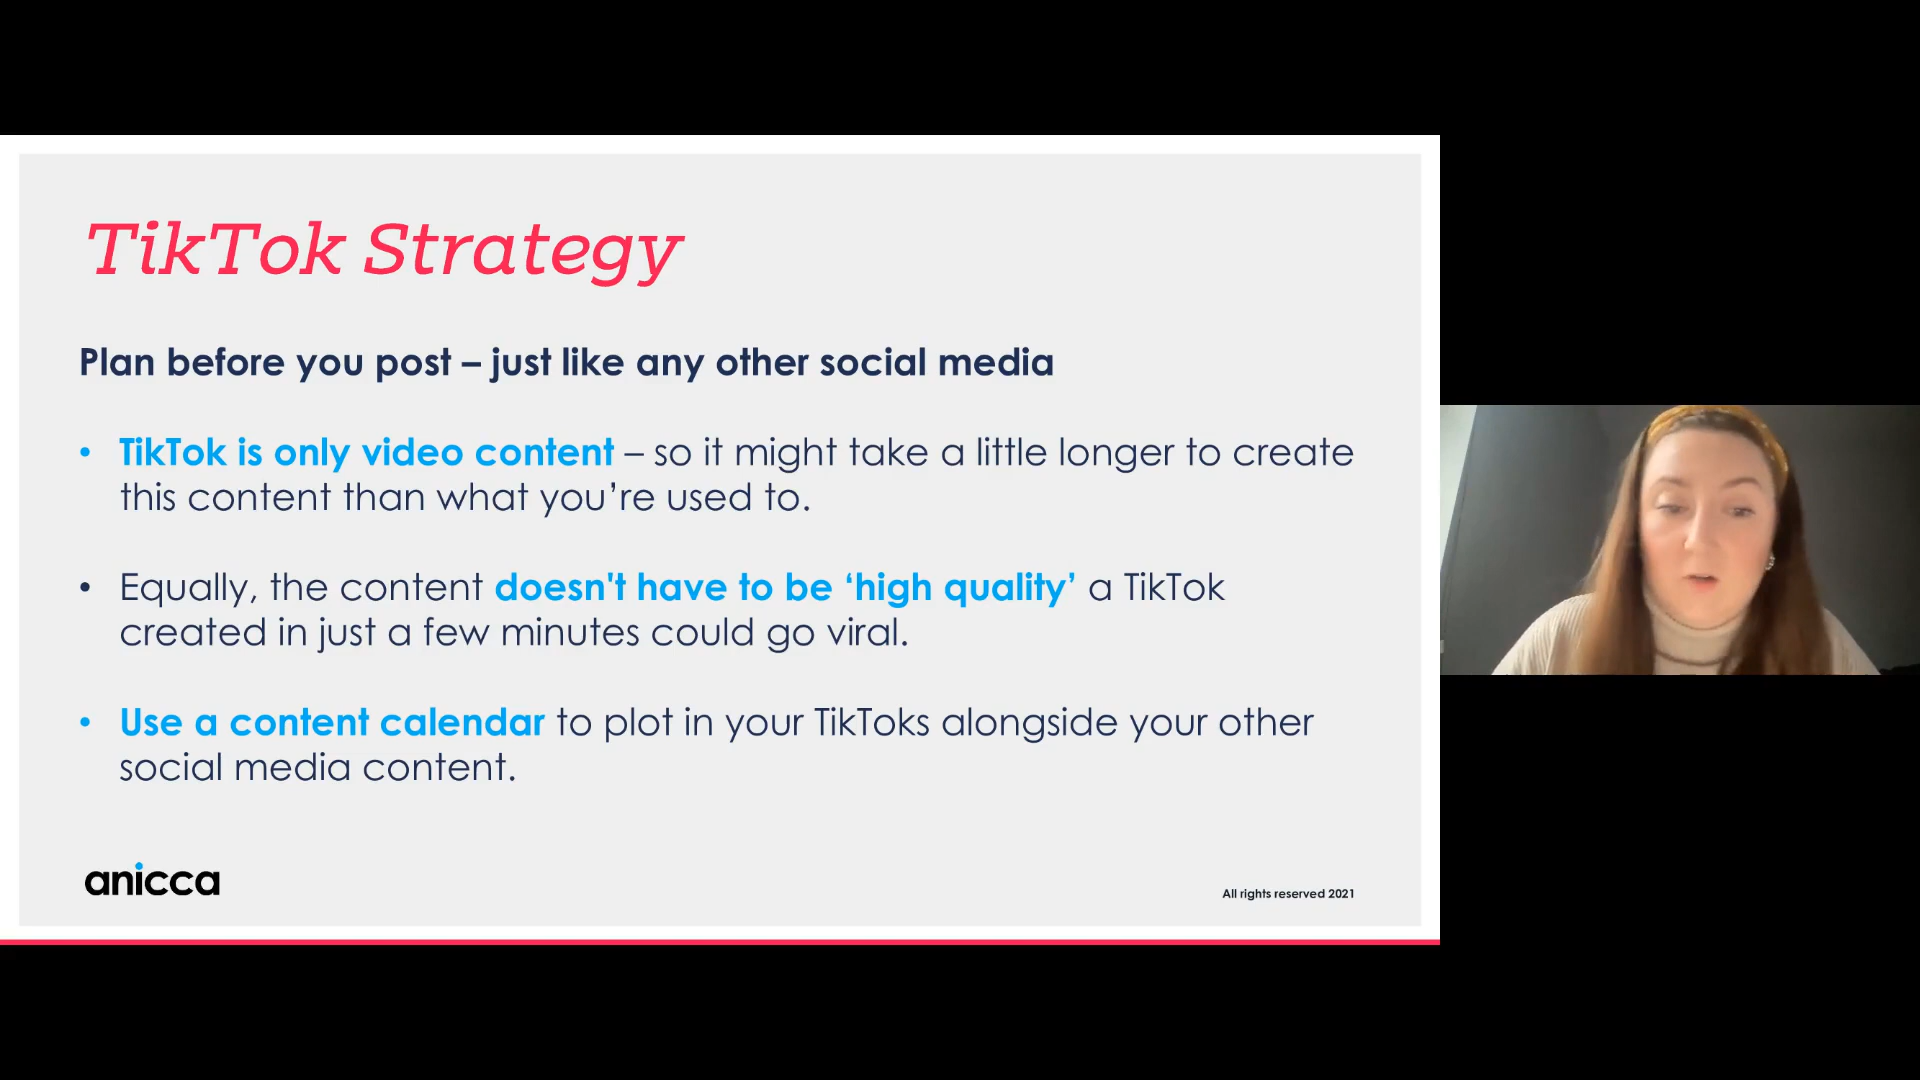 TikTok Strategy
Plan before you post – just like any other social media
• TikTok is only video content – so it might take a little longer to create
this content than what you’re used to.
• Equally, the content doesn't have to be ‘high quality’ a TikTok
created in just a few minutes could go viral.
• Use a content calendar to plot in your TikToks alongside your other
social media content.
anicca
All rights reserved 2021